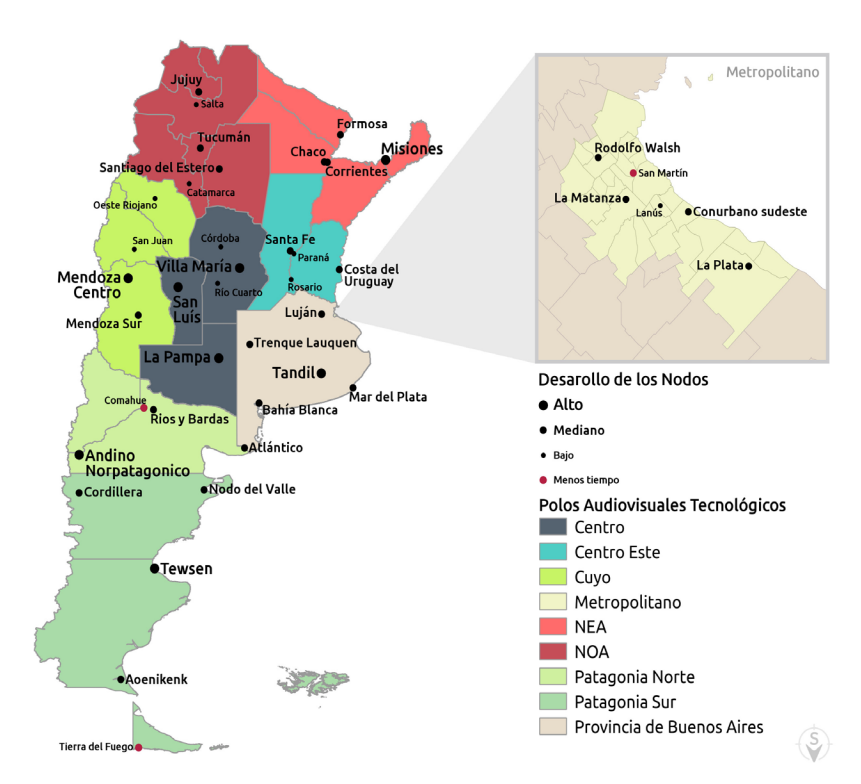 Metropolitano
Jujuy
Salta
Tucumán
Formosa
Chaco
Misiones
Santiago del Estero
Corrientes
Catamarca
Oeste Riojano
San Juan
Córdoba
Santa Fe
Paraná
Villa María
Costa del
Uruguay
Mendoza
Centro
San
Luís
Río Cuarto
Rosario
Mendoza Sur
Luján
La Pampa
Trenque Lauquen
Tandil
Mar del Plata
Comahue
Rios y Bardas
Bahía Blanca
Atlántico
Andino
Norpatagonico
Cordillera
Nodo del Valle
Tewsen
Aoenikenk
Tierra del Fuego
Rodolfo Walsh
San Martín
La Matanza
Lanús
Conurbano sudeste
La Plata
Desarollo de los Nodos
Alto
Mediano
Bajo
Menos tiempo
Polos Audiovisuales Tecnológicos
Centro
Centro Este
Cuyo
Metropolitano
NEA
NOA
Patagonia Norte
Patagonia Sur
Provincia de Buenos Aires
S